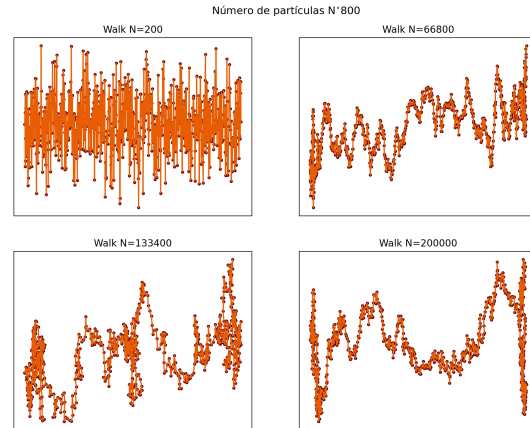 Número de partículas N°800
Walk N=200
Walk N=66800
Walk N=133400
Walk N=200000